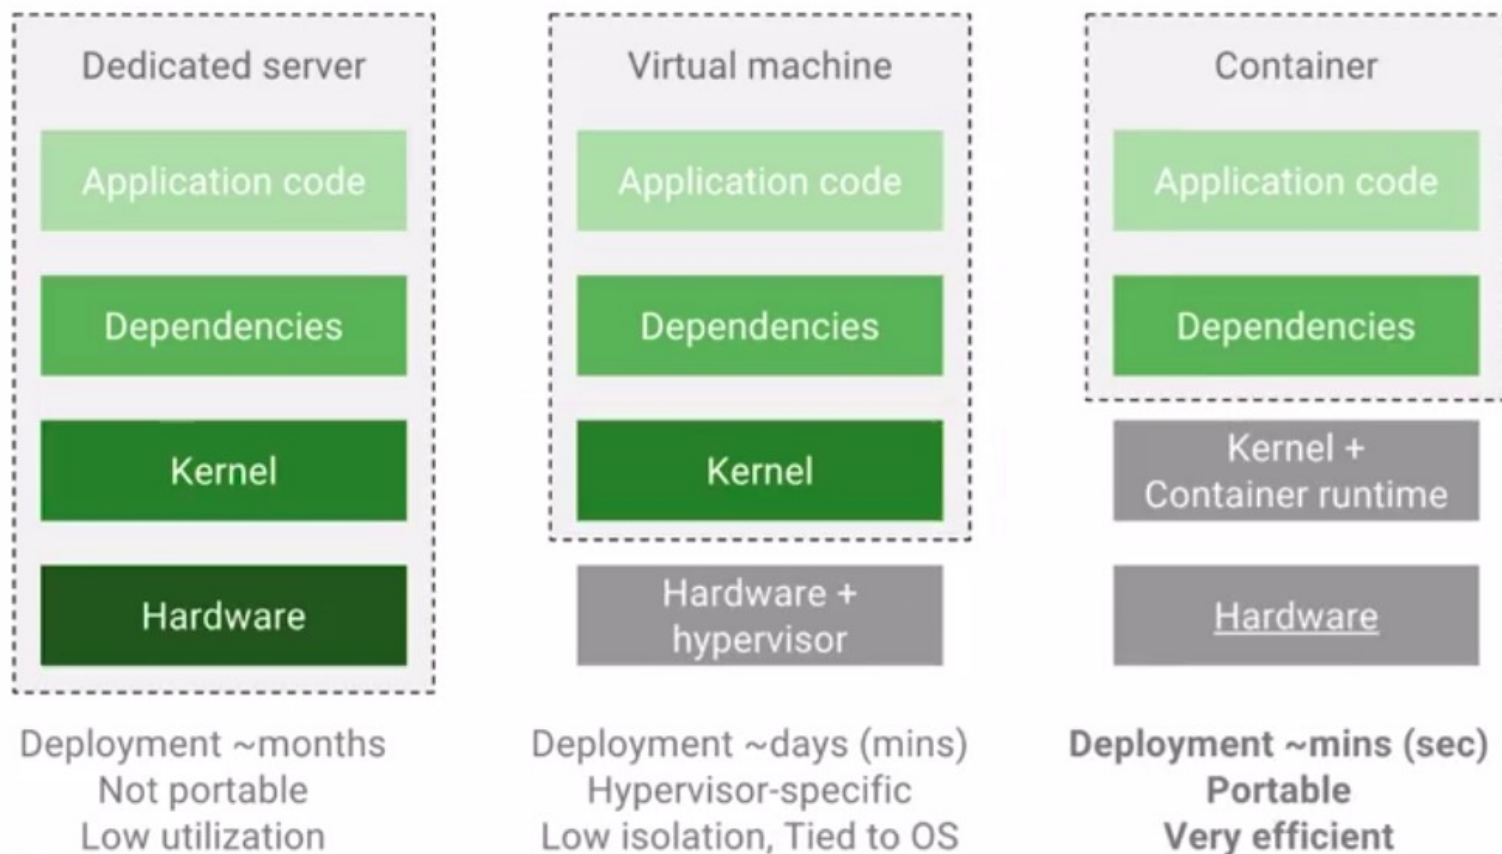 Dedicated server
Application code
Dependencies
Kernel
Hardware
Deployment ~months
Not portable
Low utilization
Virtual machine
Application code
Dependencies
Kernel
Hardware +
hypervisor
Deployment ~days (mins)
Hypervisor-specific
Low isolation, Tied to OS
Container
Application code
Dependencies
Kernel +
Container runtime
Hardware
Deployment ~mins (sec)
Portable
Very efficient